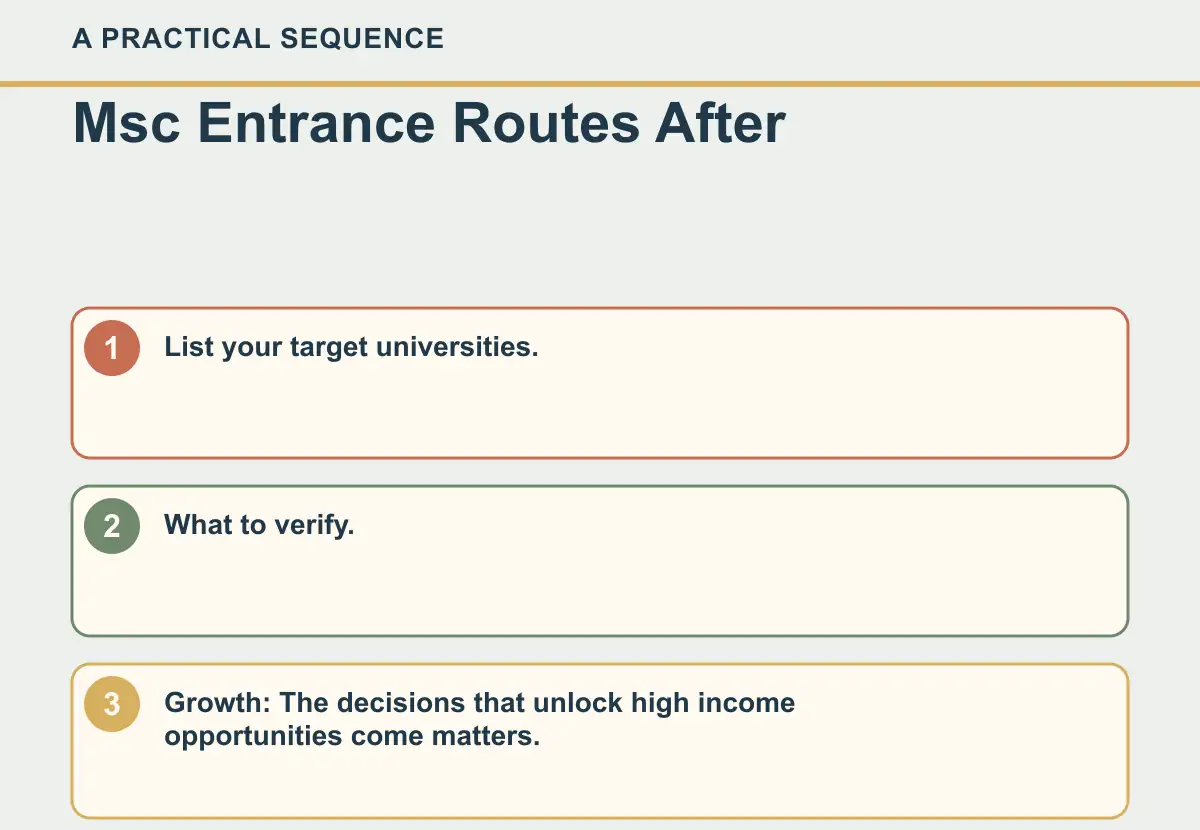 A PRACTICAL SEQUENCE
Msc Entrance Routes After
1
List your target universities.
2
What to verify.
3
Growth: The decisions that unlock high income
opportunities come matters.